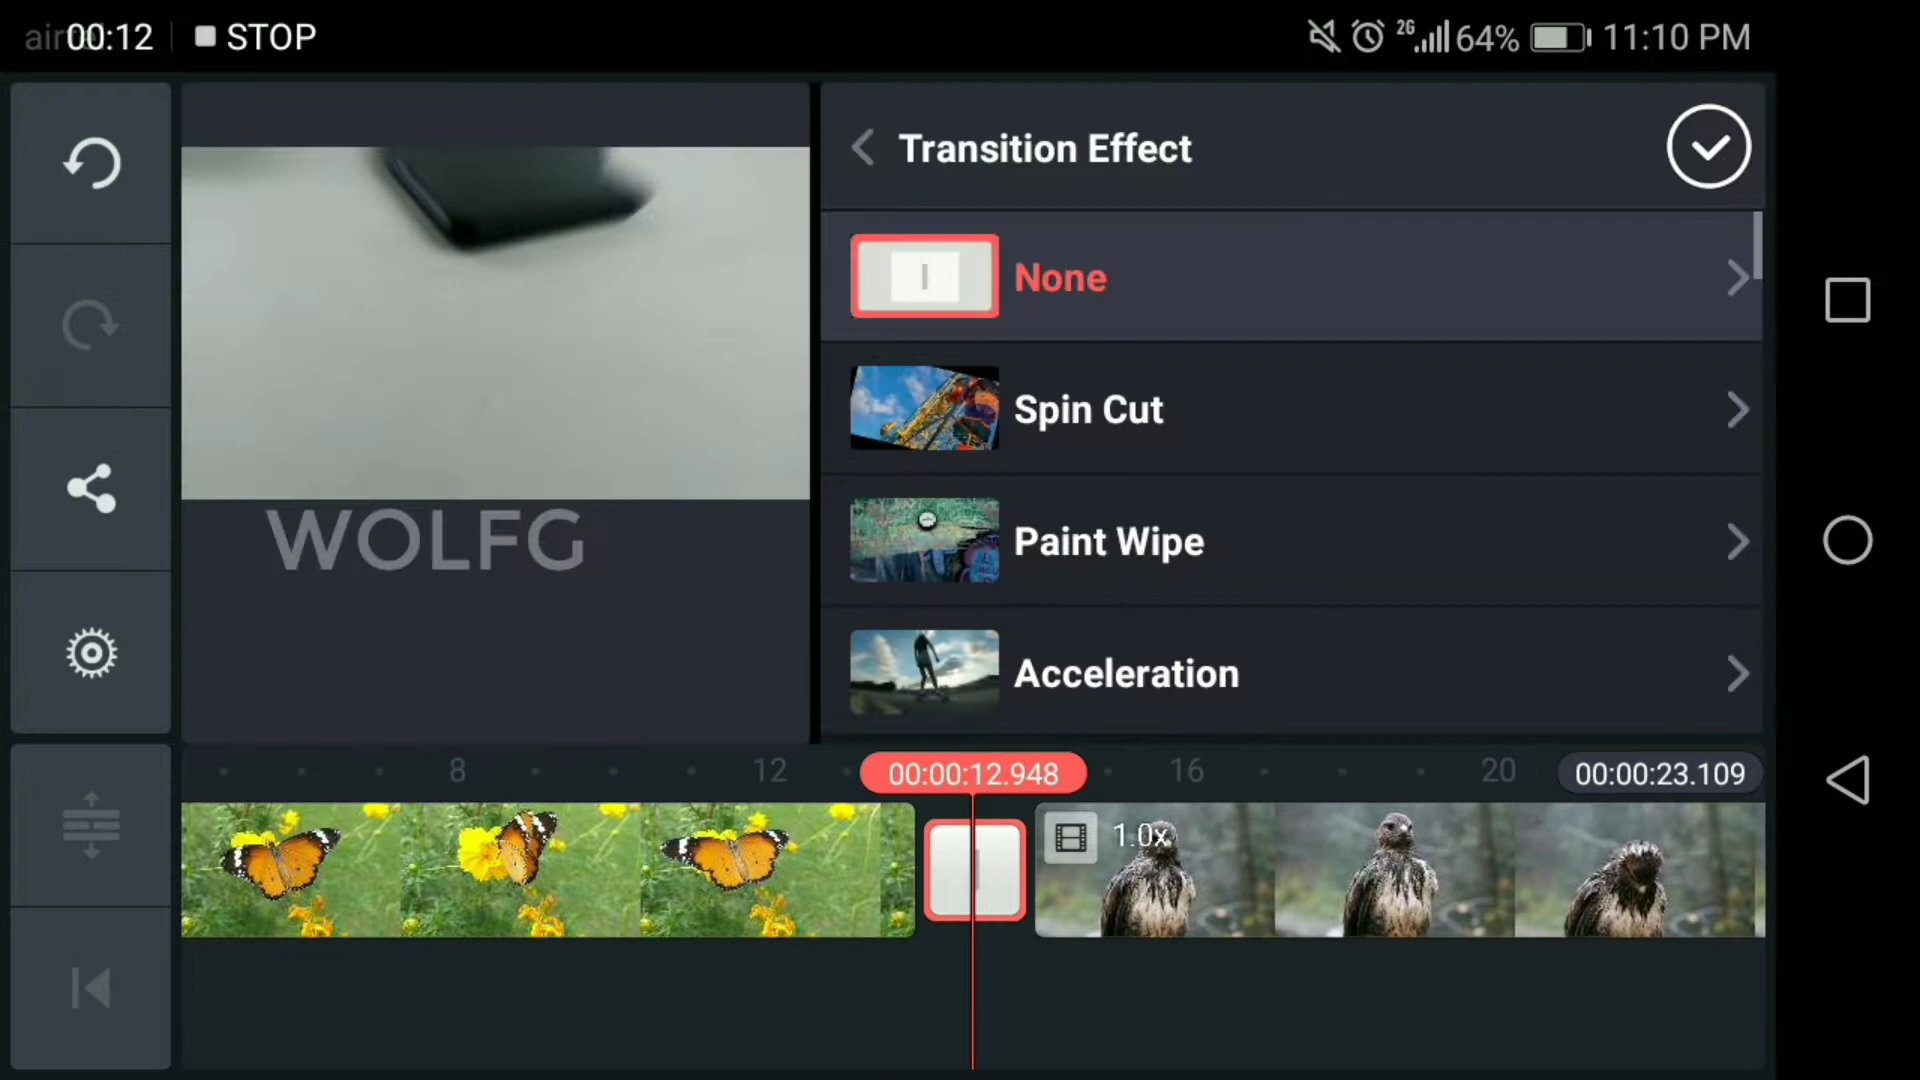 00:12 STOP 2G 64% 11:10 PM
Transition Effect
None
Spin Cut
Paint Wipe
WOLFG
Acceleration
8 12 00:00:12.948 16 20 00:00:23.109
1.0x